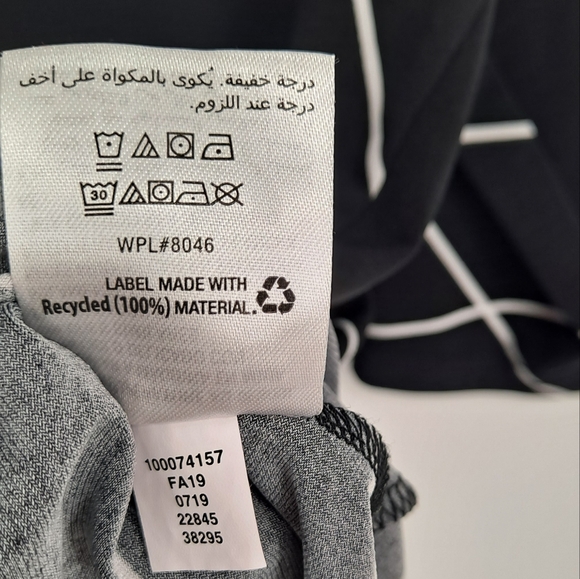 درجة خفيفة. يُكوى بالمكواة على أخف
درجة عند اللزوم.
30
WPL#8046
LABEL MADE WITH
Recycled (100%) MATERIAL.
100074157
FA19
0719
22845
38295